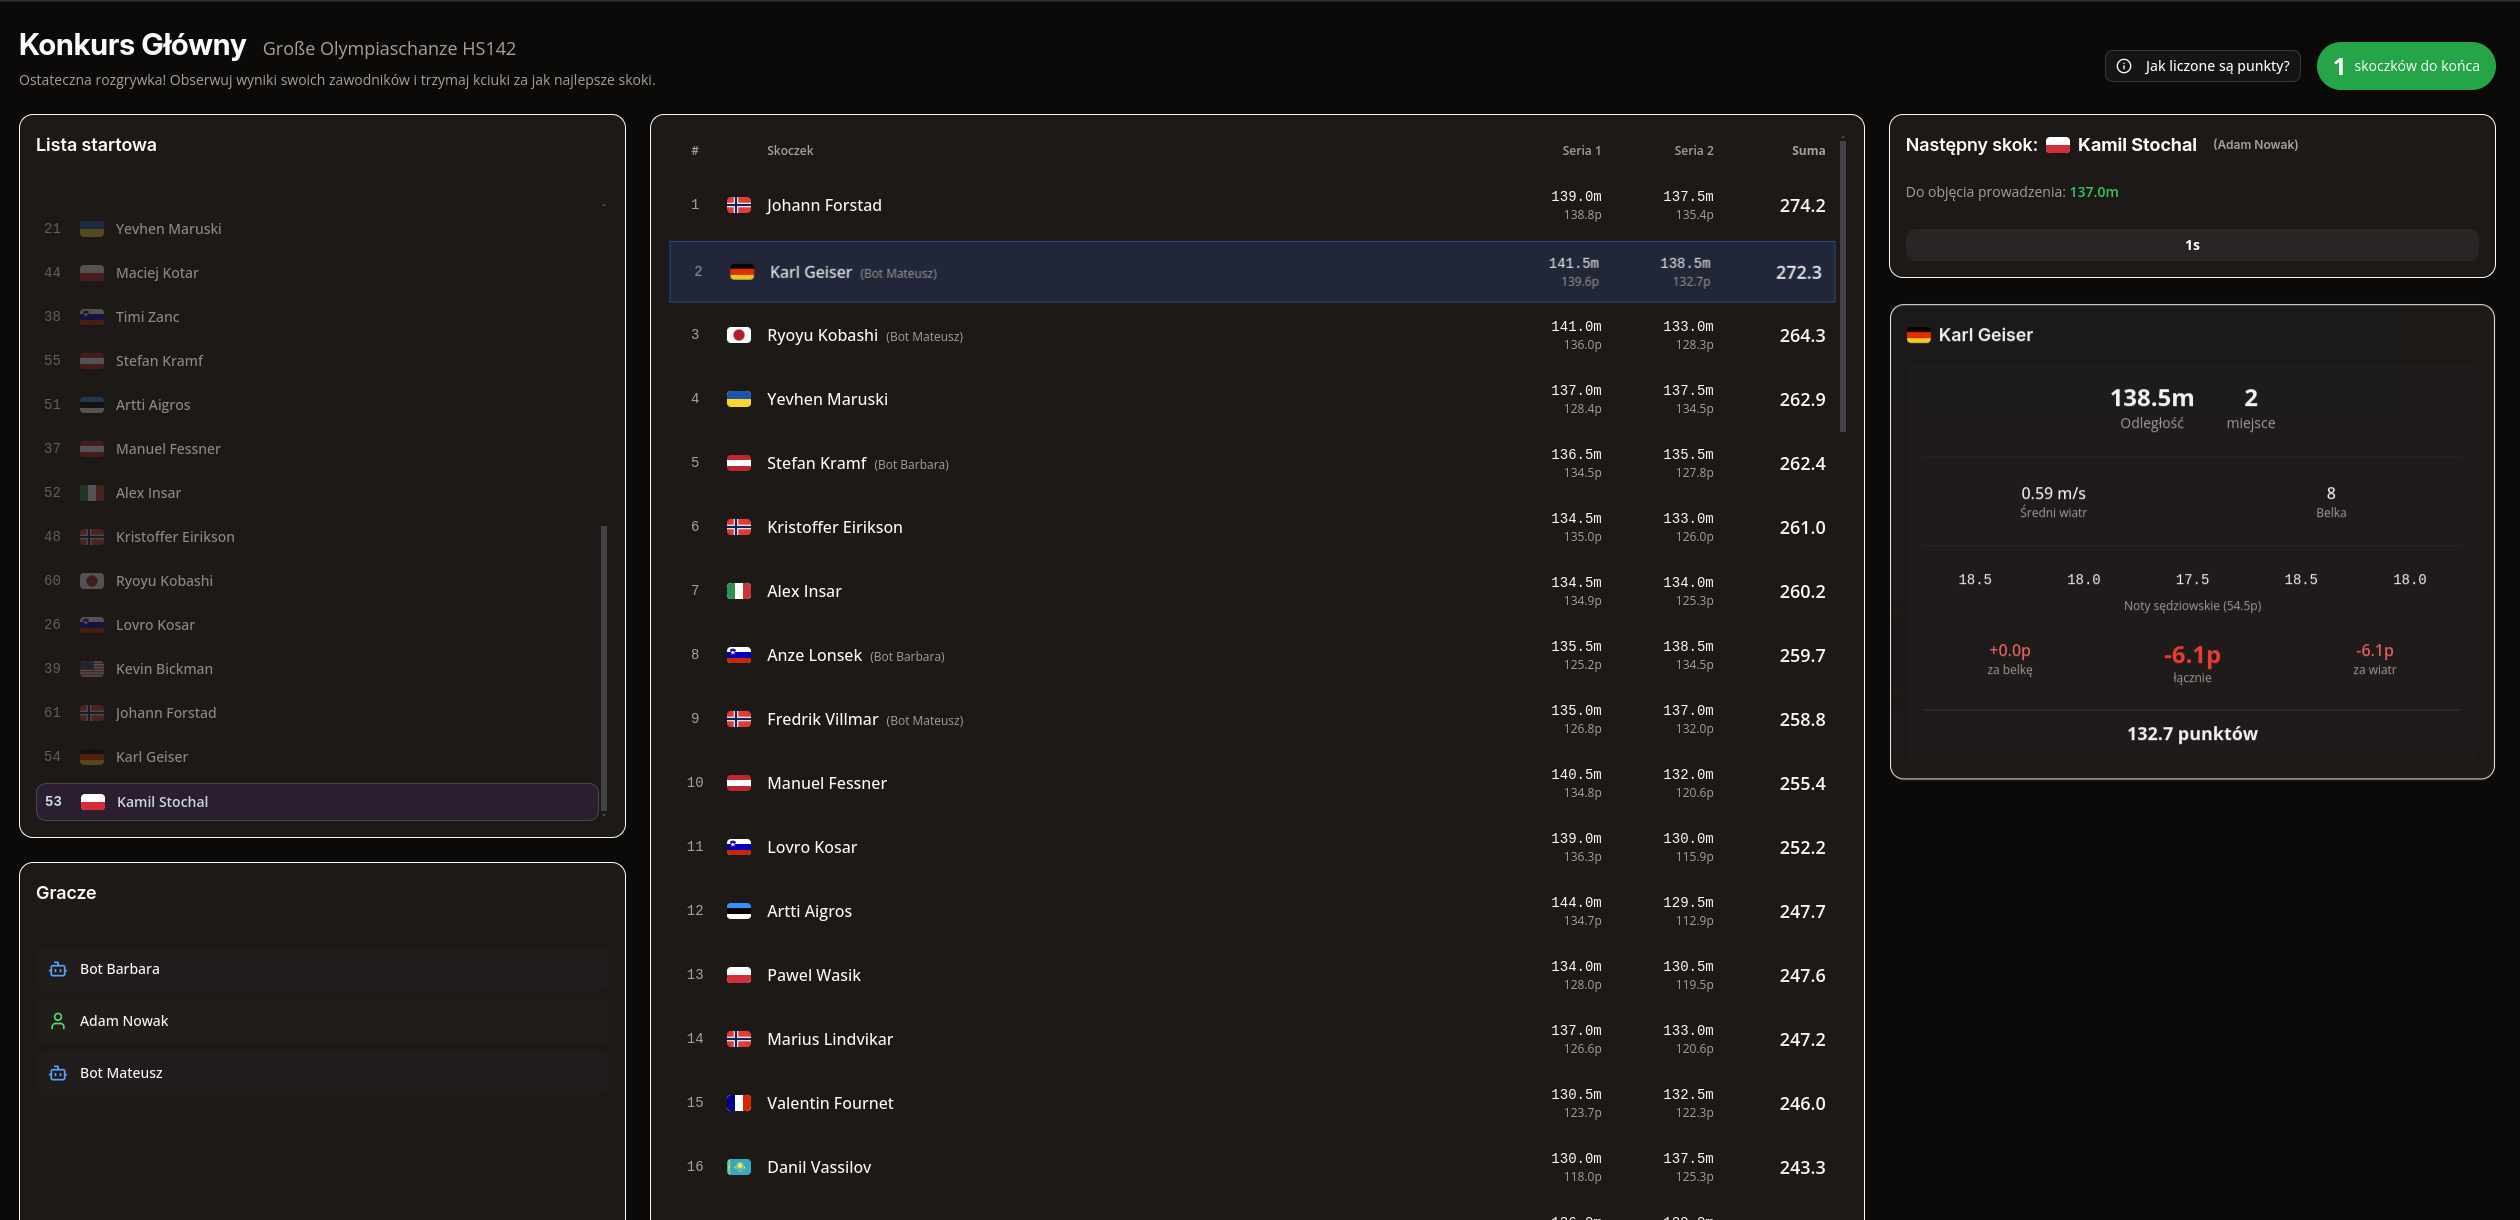 Konkurs Główny Große Olympiaschanze HS142
Ostateczna rozgrywka! Obserwuj wyniki swoich zawodników i trzymaj kciuki za jak najlepsze skoki.
Jak liczone są punkty?
1 skoczków do końca
Lista startowa
21 Yevhen Maruski
44 Maciej Kotar
38 Timi Zanc
55 Stefan Kramf
51 Artti Aigros
37 Manuel Fessner
52 Alex Insar
48 Kristoffer Eirikson
60 Ryoyu Kobashi
26 Lovro Kosar
39 Kevin Bickman
61 Johann Forstad
54 Karl Geiser
53 Kamil Stochal
Gracze
Bot Barbara
Adam Nowak
Bot Mateusz
# Skoczek Seria 1 Seria 2 Suma
1 Johann Forstad 139.0m 137.5m 274.2
138.8p 135.4p
2 Karl Geiser (Bot Mateusz) 141.5m 138.5m 272.3
139.6p 132.7p
3 Ryoyu Kobashi (Bot Mateusz) 141.0m 133.0m 264.3
136.0p 128.3p
4 Yevhen Maruski 137.0m 137.5m 262.9
128.4p 134.5p
5 Stefan Kramf (Bot Barbara) 136.5m 135.5m 262.4
134.5p 127.8p
6 Kristoffer Eirikson 134.5m 133.0m 261.0
135.0p 126.0p
7 Alex Insar 134.5m 134.0m 260.2
134.9p 125.3p
8 Anze Lonsek (Bot Barbara) 135.5m 138.5m 259.7
125.2p 134.5p
9 Fredrik Villmar (Bot Mateusz) 135.0m 137.0m 258.8
126.8p 132.0p
10 Manuel Fessner 140.5m 132.0m 255.4
134.8p 120.6p
11 Lovro Kosar 139.0m 130.0m 252.2
136.3p 115.9p
12 Artti Aigros 144.0m 129.5m 247.7
134.7p 112.9p
13 Pawel Wasik 134.0m 130.5m 247.6
128.0p 119.5p
14 Marius Lindvikar 137.0m 133.0m 247.2
126.6p 120.6p
15 Valentin Fournet 130.5m 132.5m 246.0
123.7p 122.3p
16 Danil Vassilov 130.0m 137.5m 243.3
118.0p 125.3p
Następny skok: Kamil Stochal (Adam Nowak)
Do objęcia prowadzenia: 137.0m
1s
Karl Geiser
138.5m 2
Odległość miejsce
0.59 m/s 8
Średni wiatr Belka
18.5 18.0 17.5 18.5 18.0
Noty sędziowskie (54.5p)
+0.0p -6.1p -6.1p
za belkę łącznie za wiatr
132.7 punktów